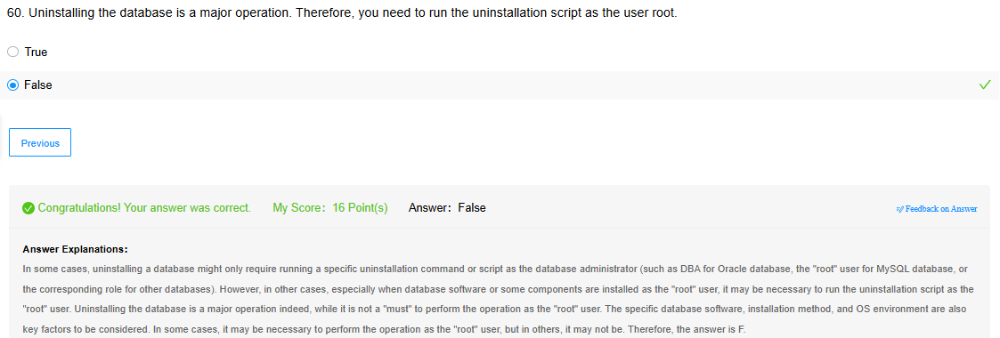 60. Uninstalling the database is a major operation. Therefore, you need to run the uninstallation script as the user root.
True
False
Previous
Congratulations! Your answer was correct. My Score: 16 Point(s) Answer: False Feedback on Answer
Answer Explanations:
In some cases, uninstalling a database might only require running a specific uninstallation command or script as the database administrator (such as DBA for Oracle database, the "root" user for MySQL database, or
the corresponding role for other databases). However, in other cases, especially when database software or some components are installed as the "root" user, it may be necessary to run the uninstallation script as the
"root" user. Uninstalling the database is a major operation indeed, while it is not a "must" to perform the operation as the "root" user. The specific database software, installation method, and OS environment are also
key factors to be considered. In some cases, it may be necessary to perform the operation as the "root" user, but in others, it may not be. Therefore, the answer is F.